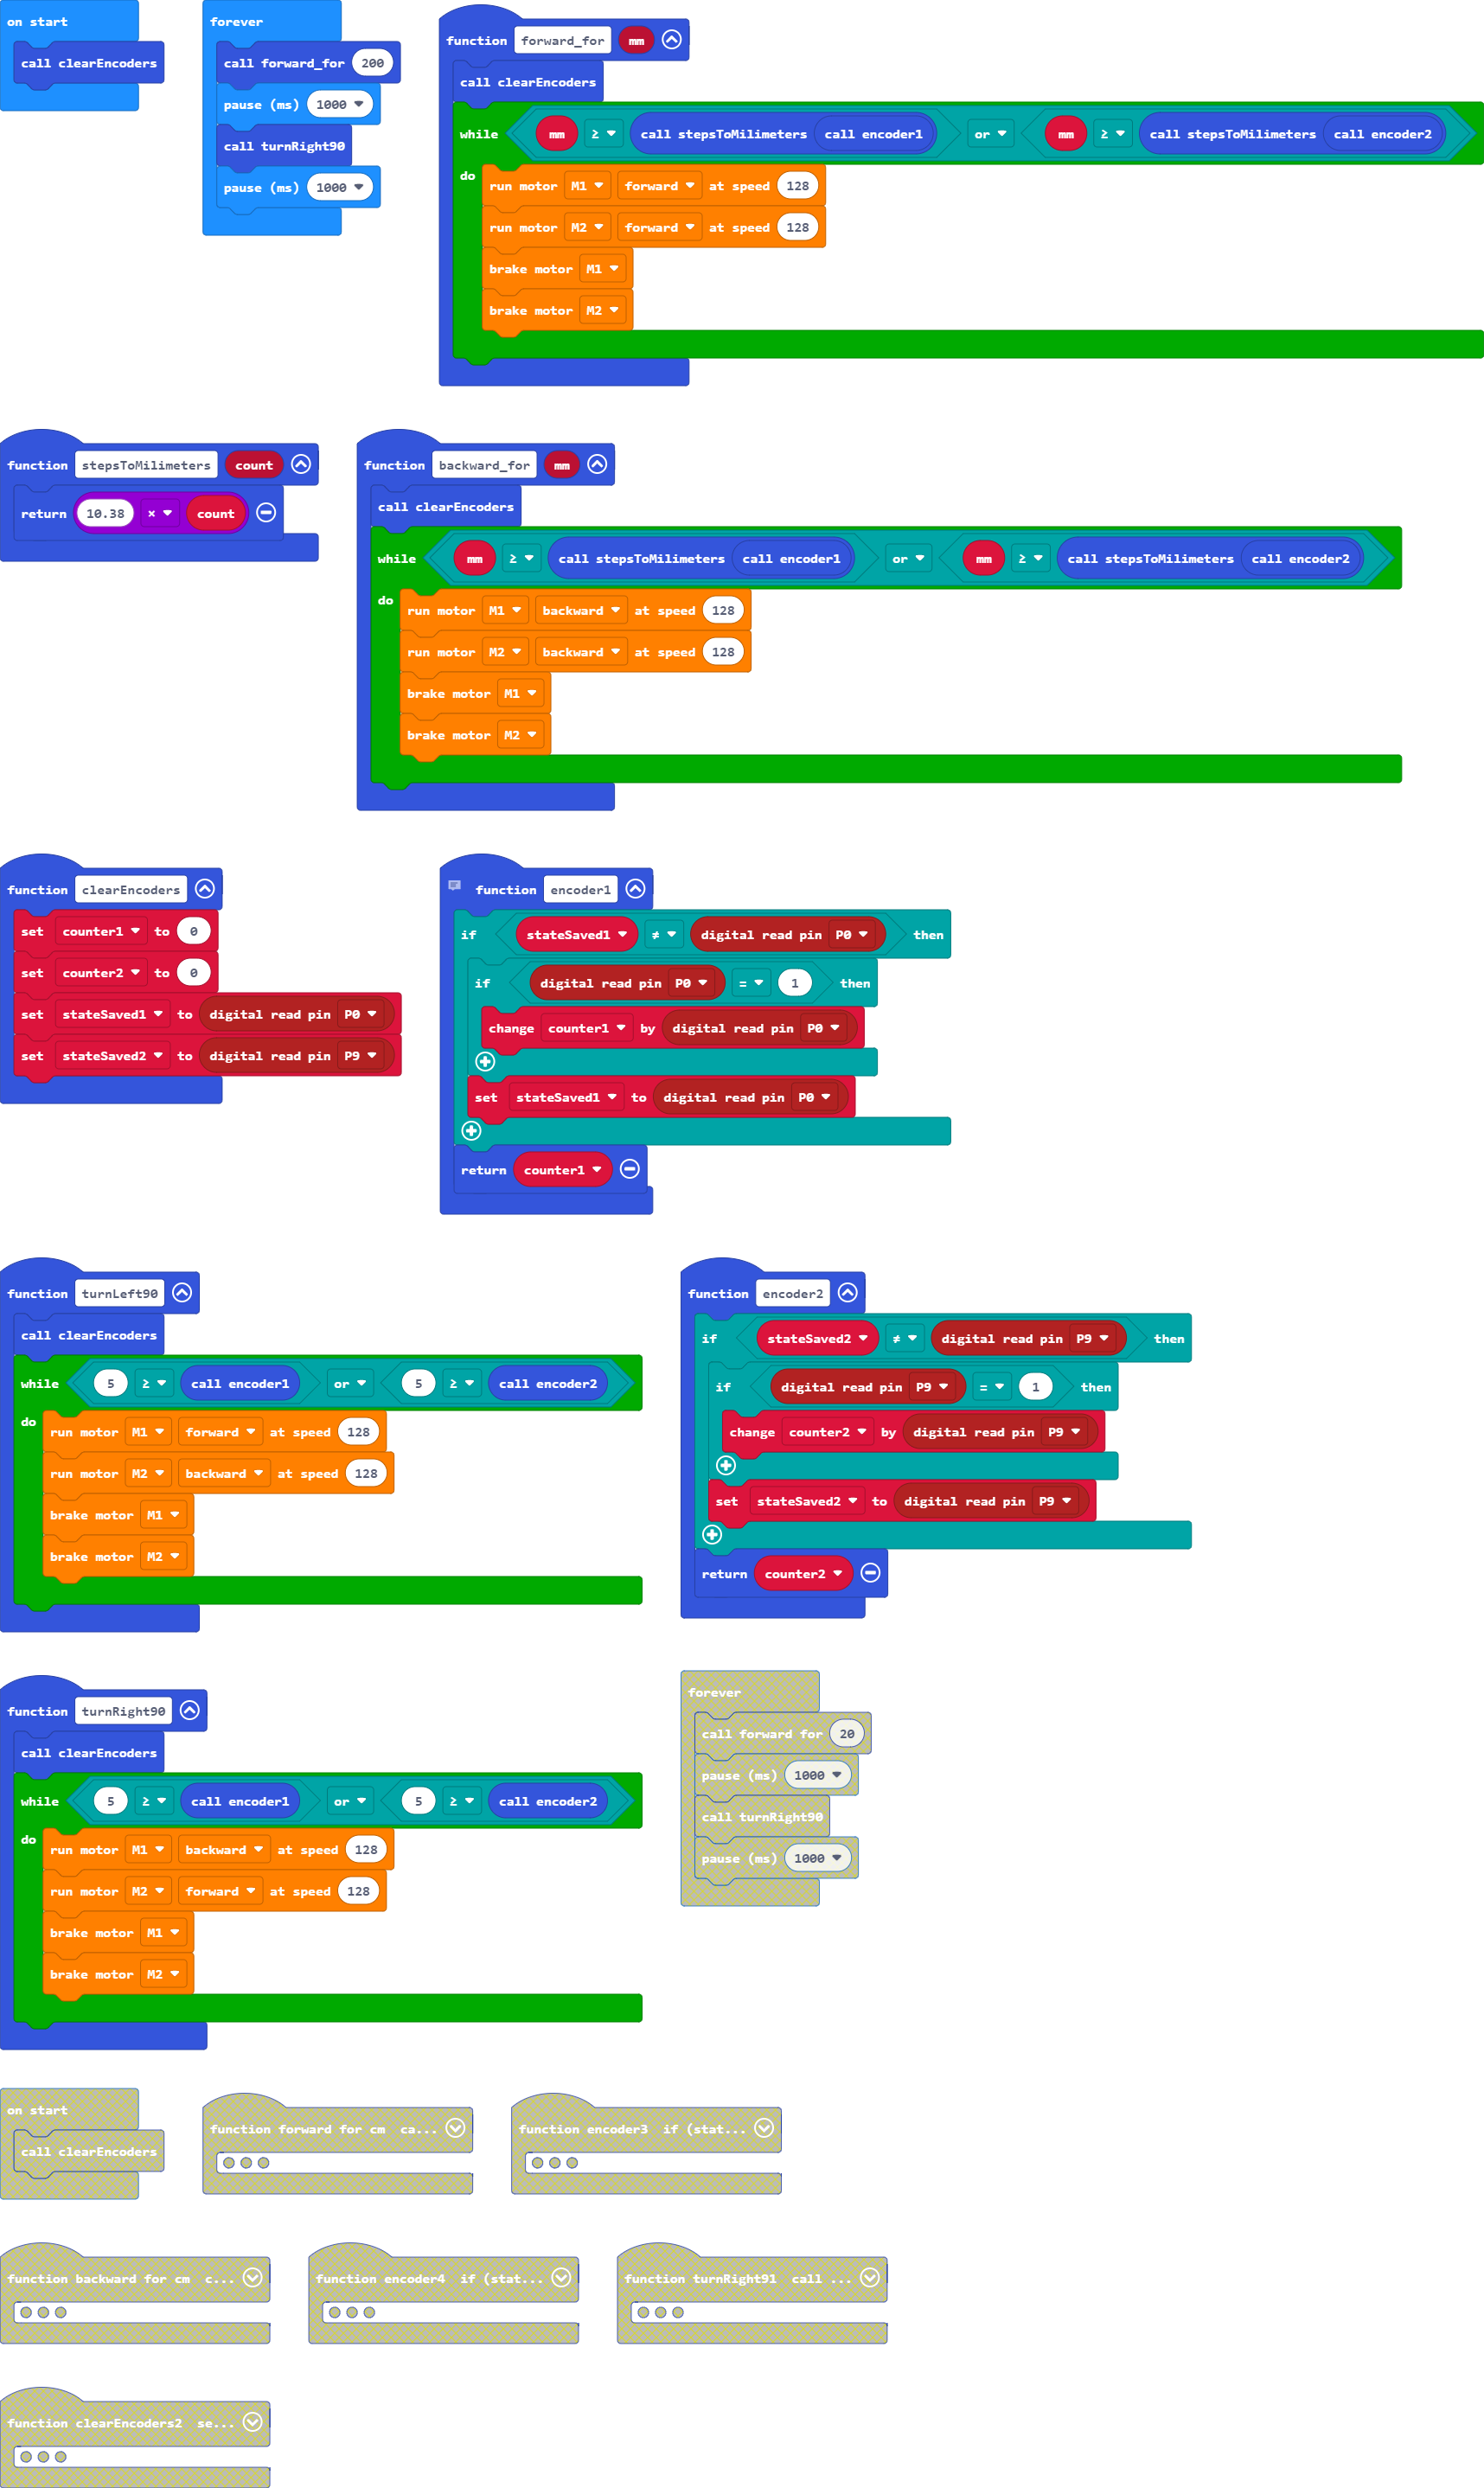 on start
call clearEncoders
forever
call forward_for 200
pause (ms) 1000
call turnRight90
pause (ms) 1000
function forward_for mm
call clearEncoders
while mm ≥ call stepsToMilimeters call encoder1 or mm ≥ call stepsToMilimeters call encoder2
do
run motor M1 forward at speed 128
run motor M2 forward at speed 128
brake motor M1
brake motor M2
function stepsToMilimeters count
return 10.38 × count
function backward_for mm
call clearEncoders
while mm ≥ call stepsToMilimeters call encoder1 or mm ≥ call stepsToMilimeters call encoder2
do
run motor M1 backward at speed 128
run motor M2 backward at speed 128
brake motor M1
brake motor M2
function clearEncoders
set counter1 to 0
set counter2 to 0
set stateSaved1 to digital read pin P0
set stateSaved2 to digital read pin P9
function encoder1
if stateSaved1 ≠ digital read pin P0 then
if digital read pin P0 = 1 then
change counter1 by digital read pin P0
set stateSaved1 to digital read pin P0
return counter1
function turnLeft90
call clearEncoders
while 5 ≥ call encoder1 or 5 ≥ call encoder2
do
run motor M1 forward at speed 128
run motor M2 backward at speed 128
brake motor M1
brake motor M2
function encoder2
if stateSaved2 ≠ digital read pin P9 then
if digital read pin P9 = 1 then
change counter2 by digital read pin P9
set stateSaved2 to digital read pin P9
return counter2
function turnRight90
call clearEncoders
while 5 ≥ call encoder1 or 5 ≥ call encoder2
do
run motor M1 backward at speed 128
run motor M2 forward at speed 128
brake motor M1
brake motor M2
forever
call forward for 20
pause (ms) 1000
call turnRight90
pause (ms) 1000
on start
call clearEncoders
function forward for cm ca...
function encoder3 if (stat...
function backward for cm c...
function encoder4 if (stat...
function turnRight91 call ...
function clearEncoders2 se...